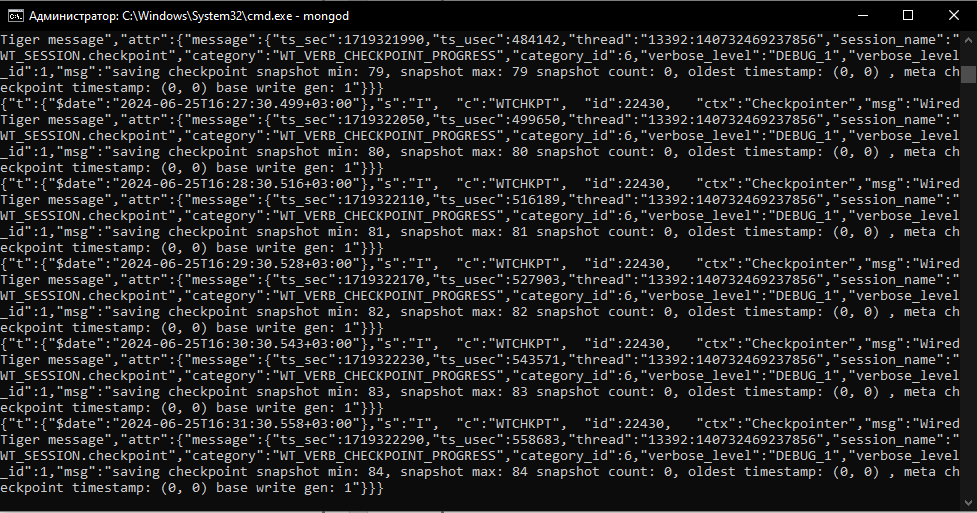 Администратор: C:\Windows\System32\cmd.exe - mongod
Tiger message","attr":{"message":{"ts_sec":1719321990,"ts_usec":484142,"thread":"13392:140732469237856","session_name":"
WT_SESSION.checkpoint","category":"WT_VERB_CHECKPOINT_PROGRESS","category_id":6,"verbose_level":"DEBUG_1","verbose_level
_id":1,"msg":"saving checkpoint snapshot min: 79, snapshot max: 79 snapshot count: 0, oldest timestamp: (0, 0) , meta ch
eckpoint timestamp: (0, 0) base write gen: 1"}}}
{"t":{"$date":"2024-06-25T16:27:30.499+03:00"},"s":"I",  "c":"WTCHKPT",  "id":22430,   "ctx":"Checkpointer","msg":"Wired
Tiger message","attr":{"message":{"ts_sec":1719322050,"ts_usec":499650,"thread":"13392:140732469237856","session_name":"
WT_SESSION.checkpoint","category":"WT_VERB_CHECKPOINT_PROGRESS","category_id":6,"verbose_level":"DEBUG_1","verbose_level
_id":1,"msg":"saving checkpoint snapshot min: 80, snapshot max: 80 snapshot count: 0, oldest timestamp: (0, 0) , meta ch
eckpoint timestamp: (0, 0) base write gen: 1"}}}
{"t":{"$date":"2024-06-25T16:28:30.516+03:00"},"s":"I",  "c":"WTCHKPT",  "id":22430,   "ctx":"Checkpointer","msg":"Wired
Tiger message","attr":{"message":{"ts_sec":1719322110,"ts_usec":516189,"thread":"13392:140732469237856","session_name":"
WT_SESSION.checkpoint","category":"WT_VERB_CHECKPOINT_PROGRESS","category_id":6,"verbose_level":"DEBUG_1","verbose_level
_id":1,"msg":"saving checkpoint snapshot min: 81, snapshot max: 81 snapshot count: 0, oldest timestamp: (0, 0) , meta ch
eckpoint timestamp: (0, 0) base write gen: 1"}}}
{"t":{"$date":"2024-06-25T16:29:30.528+03:00"},"s":"I",  "c":"WTCHKPT",  "id":22430,   "ctx":"Checkpointer","msg":"Wired
Tiger message","attr":{"message":{"ts_sec":1719322170,"ts_usec":527903,"thread":"13392:140732469237856","session_name":"
WT_SESSION.checkpoint","category":"WT_VERB_CHECKPOINT_PROGRESS","category_id":6,"verbose_level":"DEBUG_1","verbose_level
_id":1,"msg":"saving checkpoint snapshot min: 82, snapshot max: 82 snapshot count: 0, oldest timestamp: (0, 0) , meta ch
eckpoint timestamp: (0, 0) base write gen: 1"}}}
{"t":{"$date":"2024-06-25T16:30:30.543+03:00"},"s":"I",  "c":"WTCHKPT",  "id":22430,   "ctx":"Checkpointer","msg":"Wired
Tiger message","attr":{"message":{"ts_sec":1719322230,"ts_usec":543571,"thread":"13392:140732469237856","session_name":"
WT_SESSION.checkpoint","category":"WT_VERB_CHECKPOINT_PROGRESS","category_id":6,"verbose_level":"DEBUG_1","verbose_level
_id":1,"msg":"saving checkpoint snapshot min: 83, snapshot max: 83 snapshot count: 0, oldest timestamp: (0, 0) , meta ch
eckpoint timestamp: (0, 0) base write gen: 1"}}}
{"t":{"$date":"2024-06-25T16:31:30.558+03:00"},"s":"I",  "c":"WTCHKPT",  "id":22430,   "ctx":"Checkpointer","msg":"Wired
Tiger message","attr":{"message":{"ts_sec":1719322290,"ts_usec":558683,"thread":"13392:140732469237856","session_name":"
WT_SESSION.checkpoint","category":"WT_VERB_CHECKPOINT_PROGRESS","category_id":6,"verbose_level":"DEBUG_1","verbose_level
_id":1,"msg":"saving checkpoint snapshot min: 84, snapshot max: 84 snapshot count: 0, oldest timestamp: (0, 0) , meta ch
eckpoint timestamp: (0, 0) base write gen: 1"}}}